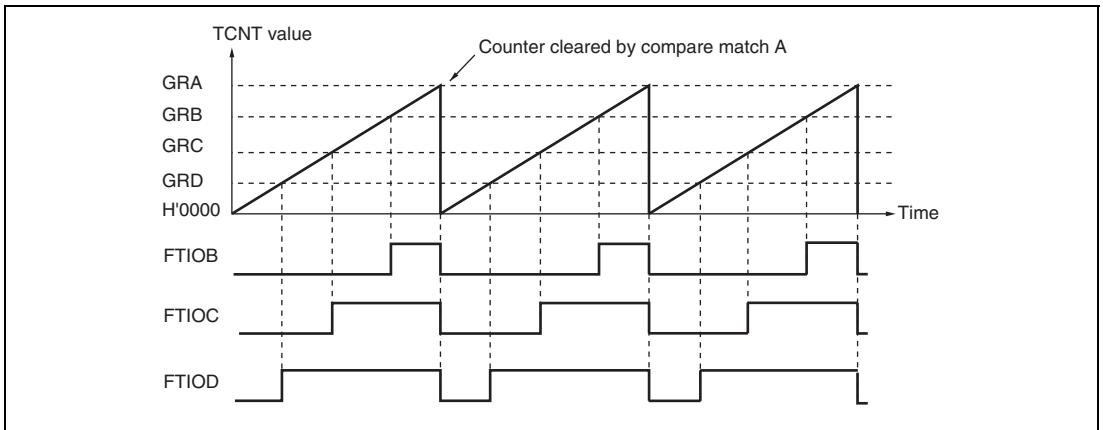 TCNT value
Counter cleared by compare match A
GRA
GRB
GRC
GRD
H'0000
Time
FTIOB
FTIOC
FTIOD